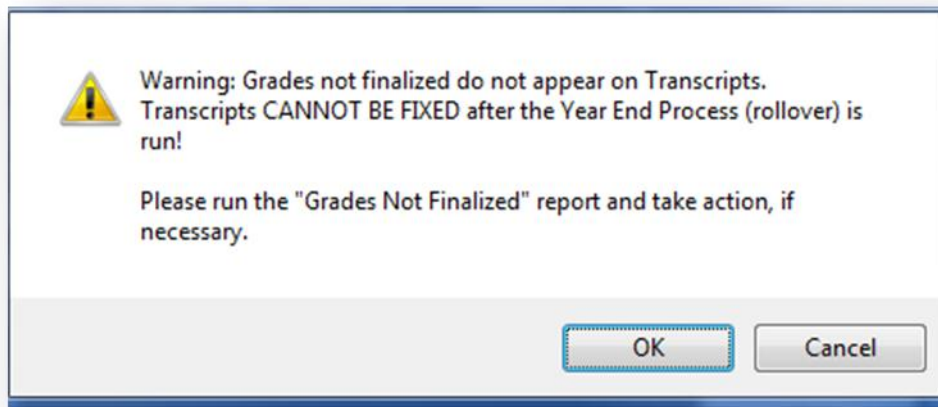 Warning: Grades not finalized do not appear on Transcripts.
Transcripts CANNOT BE FIXED after the Year End Process (rollover) is
run!
Please run the "Grades Not Finalized" report and take action, if
necessary.
OK
Cancel